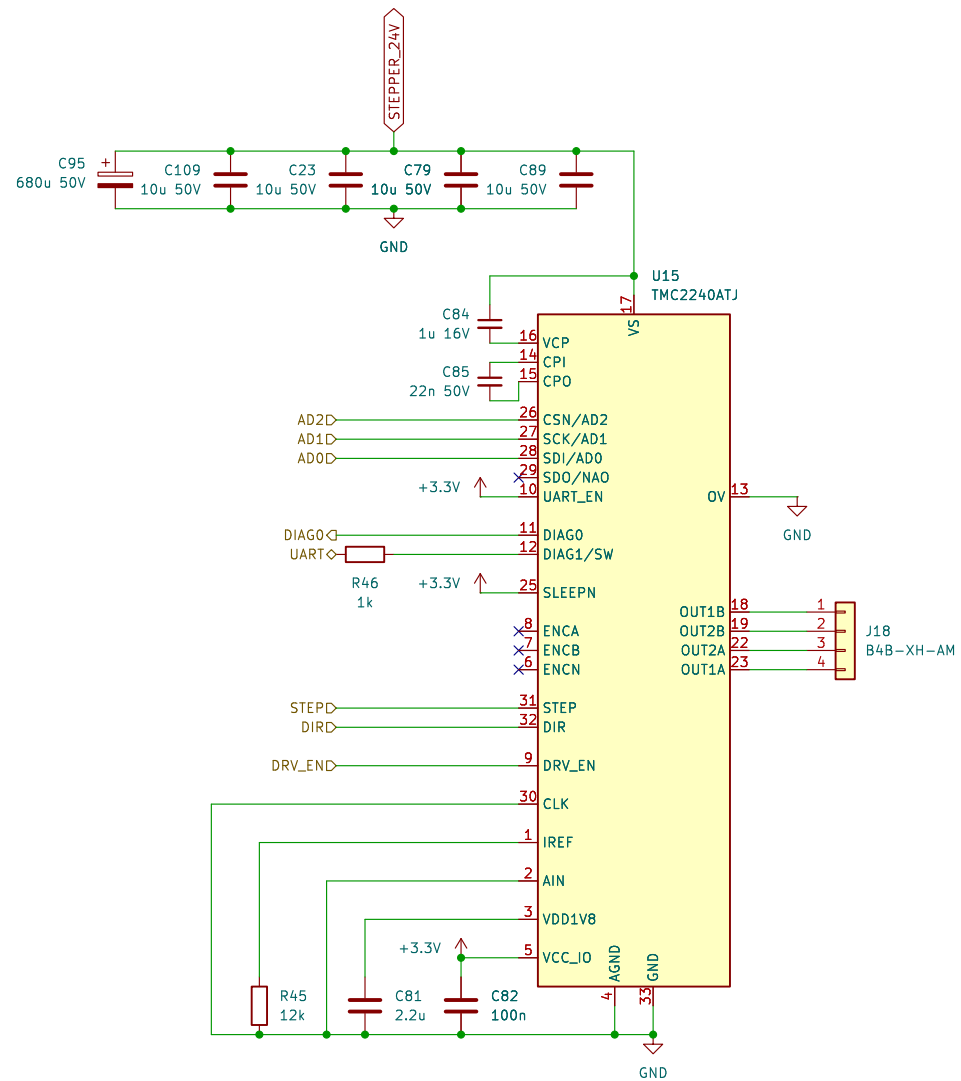 STEPPER_24V
C95
680u 50V
+
C109
10u 50V
C23
10u 50V
C79
10u 50V
C89
10u 50V
GND
U15
TMC2240ATJ
17
VS
C84
1u 16V
16
VCP
14
CPI
C85
22n 50V
15
CPO
AD2
26
CSN/AD2
AD1
27
SCK/AD1
AD0
28
SDI/AD0
29
SDO/NAO
+3.3V
10
UART_EN
OV
13
GND
DIAG0
11
DIAG0
UART
12
DIAG1/SW
R46
1k
+3.3V
25
SLEEPN
OUT1B
18
1
8
ENCA
OUT2B
19
2
J18
7
ENCB
OUT2A
22
3
B4B-XH-AM
6
ENCN
OUT1A
23
4
STEP
31
STEP
DIR
32
DIR
DRV_EN
9
DRV_EN
30
CLK
1
IREF
2
AIN
3
VDD1V8
+3.3V
5
VCC_IO
AGND
GND
4
33
R45
12k
C81
2.2u
C82
100n
GND